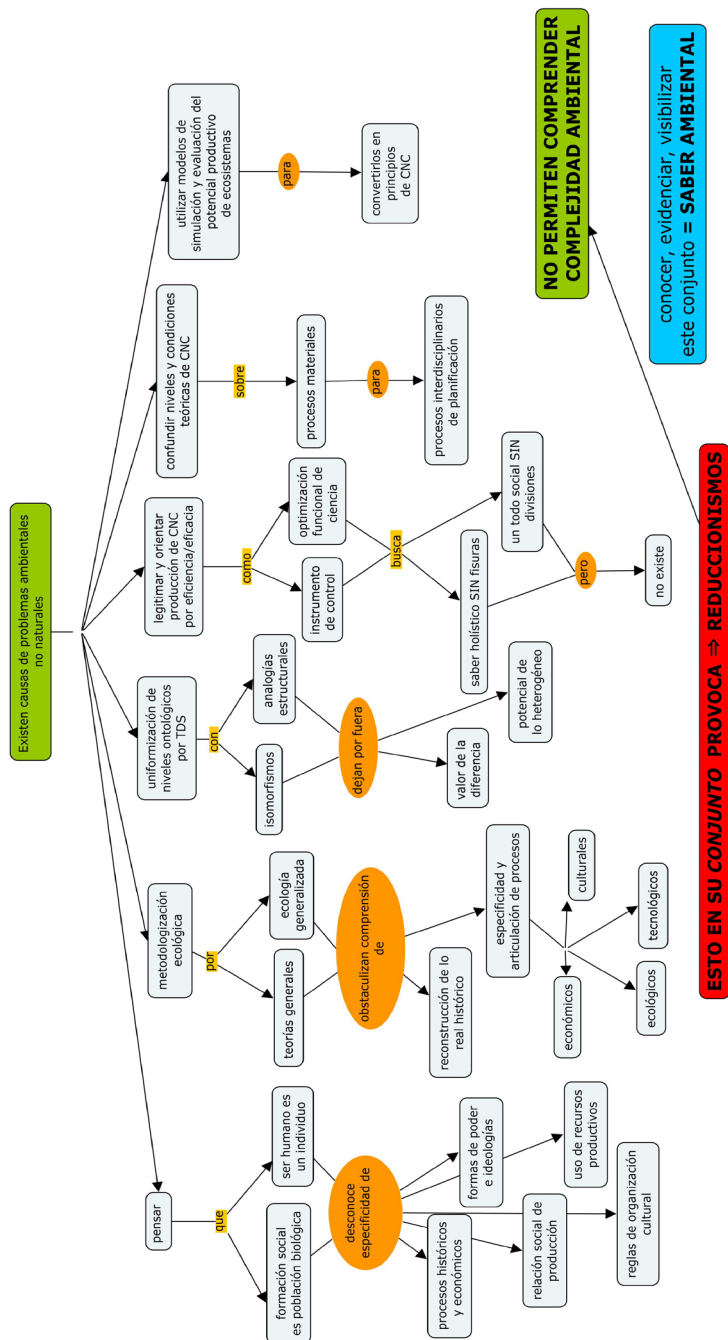 Existen causas de problemas ambientales
no naturales
pensar
que
formación social
es población biológica
ser humano es
un individuo
desconoce
especificidad de
procesos históricos
y económicos
relación social de
producción
reglas de organización
cultural
uso de recursos
productivos
formas de poder
e ideologías
metodologización
ecológica
por
teorías generales
ecología
generalizada
obstaculizan comprensión
de
reconstrucción de lo
real histórico
especificidad y
articulación de procesos
económicos
ecológicos
tecnológicos
culturales
uniformización de
niveles ontológicos
por TDS
con
isomorfismos
analogías
estructurales
dejan por fuera
valor de la
diferencia
potencial de
lo heterogéneo
legitimar y orientar
producción de CNC
por eficiencia/eficacia
como
instrumento
de control
optimización
funcional de
ciencia
busca
saber holístico SIN fisuras
un todo social SIN
divisiones
pero
no existe
confundir niveles y condiciones
teóricas de CNC
sobre
procesos materiales
para
procesos interdisciplinarios
de planificación
utilizar modelos de
simulación y evaluación del
potencial productivo
de ecosistemas
para
convertirlos en
principios
de CNC
ESTO EN SU CONJUNTO PROVOCA ⇒ REDUCCIONISMOS
NO PERMITEN COMPRENDER
COMPLEJIDAD AMBIENTAL
conocer, evidenciar, visibilizar
este conjunto = SABER AMBIENTAL